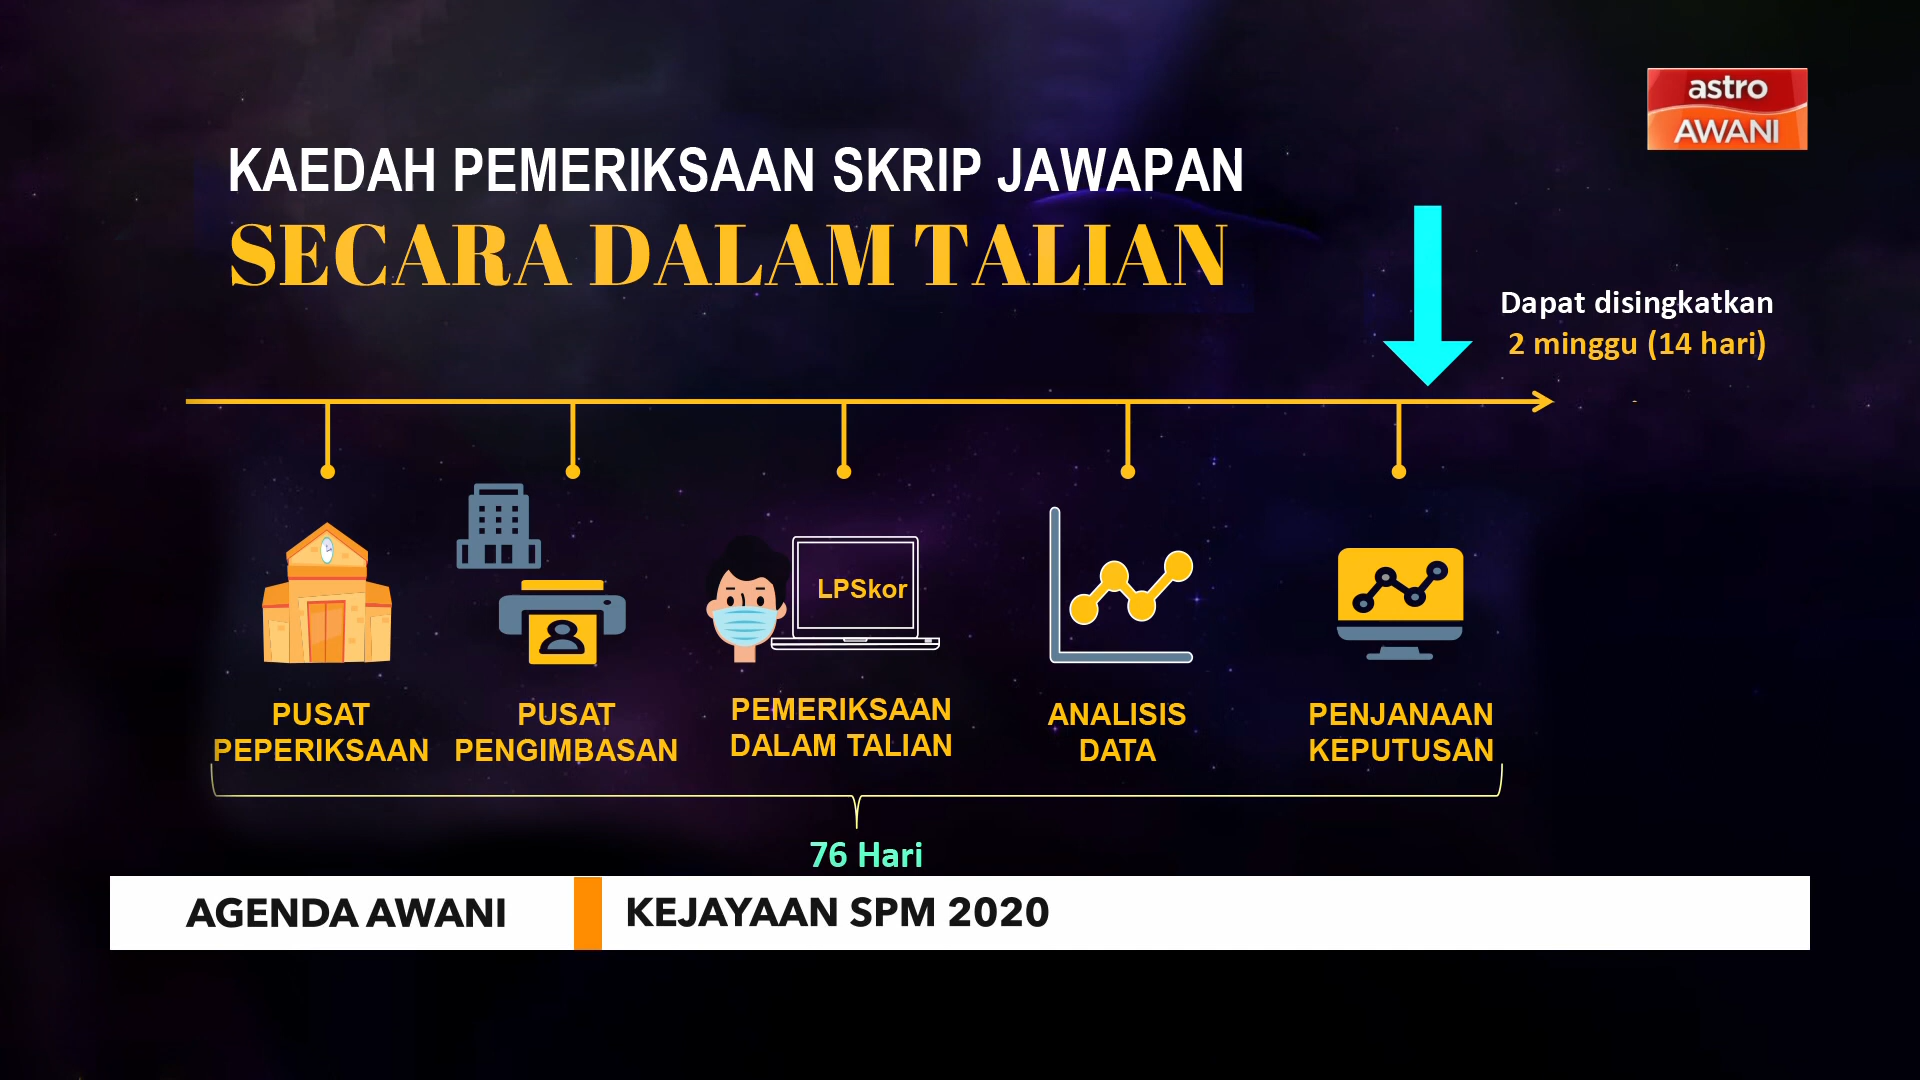 astro
AWANI
KAEDAH PEMERIKSAAN SKRIP JAWAPAN
SECARA DALAM TALIAN
Dapat disingkatkan
2 minggu (14 hari)
LPSkor
PUSAT
PEPERIKSAAN
PUSAT
PENGIMBASAN
PEMERIKSAAN
DALAM TALIAN
ANALISIS
DATA
PENJANAAN
KEPUTUSAN
76 Hari
AGENDA AWANI
KEJAYAAN SPM 2020